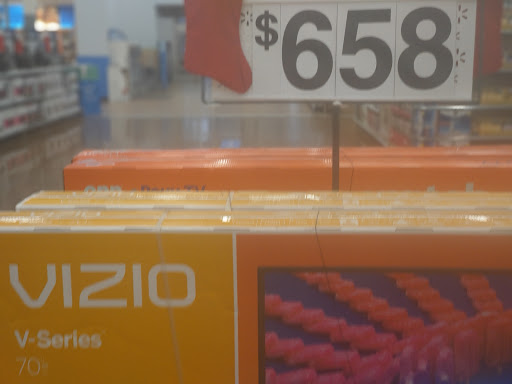 $658
VIZIO
V-Series
70"